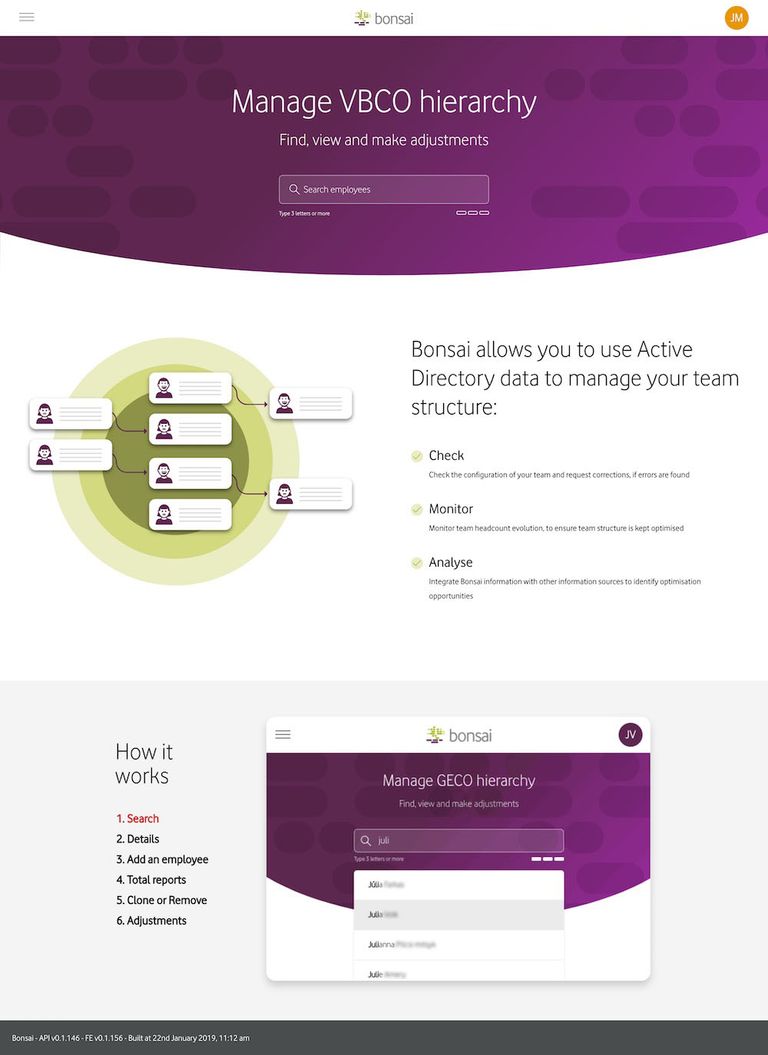 bonsai
JM
Manage VBCO hierarchy
Find, view and make adjustments
Search employees
Type 3 letters or more
Bonsai allows you to use Active
Directory data to manage your team
structure:
Check
Check the configuration of your team and request corrections, if errors are found
Monitor
Monitor team headcount evolution, to ensure team structure is kept optimised
Analyse
Integrate Bonsai information with other information sources to identify optimisation
opportunities
How it
works
1. Search
2. Details
3. Add an employee
4. Total reports
5. Clone or Remove
6. Adjustments
bonsai
JV
Manage GECO hierarchy
Find, view and make adjustments
juli
Type 3 letters or more
Júlia
Julia
Julianna
Julie
Bonsai - API v0.1.146 - FE v0.1.156 - Built at 22nd January 2019, 11:12 am